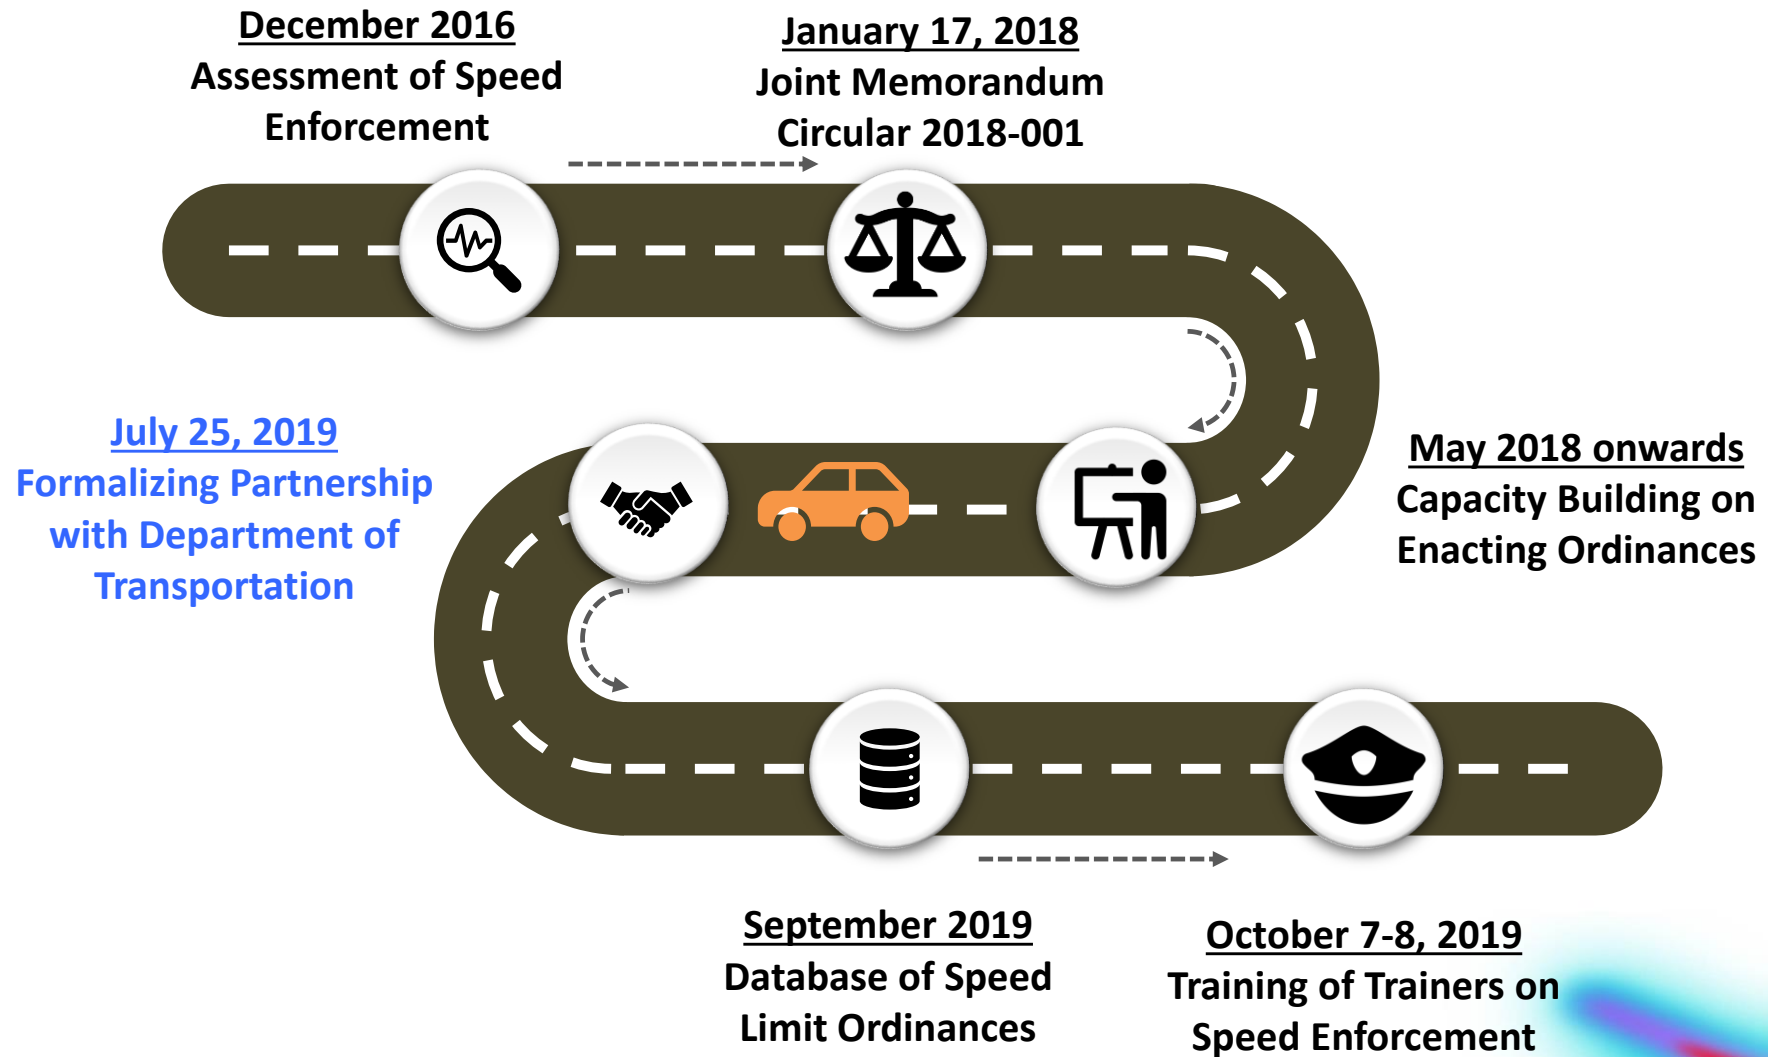 December 2016
Assessment of Speed
Enforcement
January 17, 2018
Joint Memorandum
Circular 2018-001
May 2018 onwards
Capacity Building on
Enacting Ordinances
July 25, 2019
Formalizing Partnership
with Department of
Transportation
September 2019
Database of Speed
Limit Ordinances
October 7-8, 2019
Training of Trainers on
Speed Enforcement